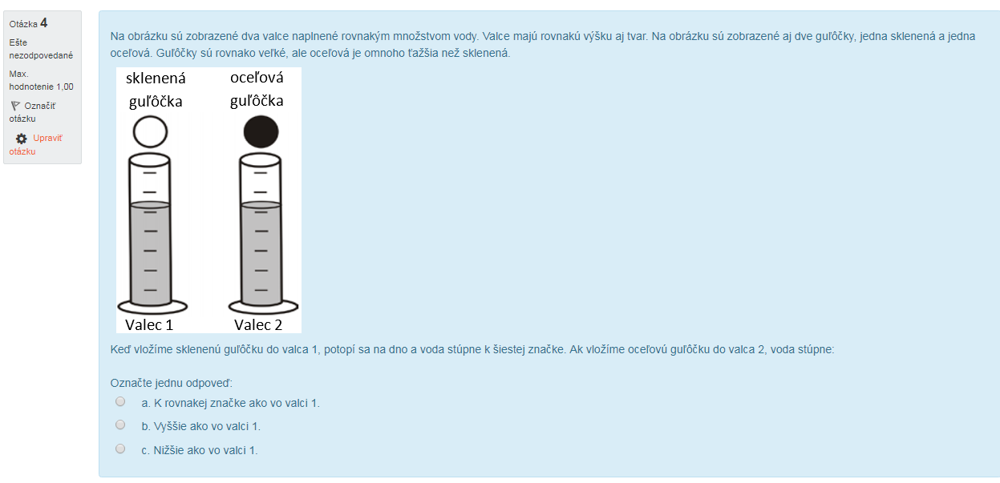 Otázka 4
Ešte
nezodpovedané
Max.
hodnotenie 1,00
Označiť
otázku
Upraviť
otázku
Na obrázku sú zobrazené dva valce naplnené rovnakým množstvom vody. Valce majú rovnakú výšku aj tvar. Na obrázku sú zobrazené aj dve guľôčky, jedna sklenená a jedna
oceľová. Guľôčky sú rovnako veľké, ale oceľová je omnoho ťažšia než sklenená.
sklenená
guľôčka
oceľová
guľôčka
Valec 1
Valec 2
Keď vložíme sklenenú guľôčku do valca 1, potopí sa na dno a voda stúpne k šiestej značke. Ak vložíme oceľovú guľôčku do valca 2, voda stúpne:
Označte jednu odpoveď:
a. K rovnakej značke ako vo valci 1.
b. Vyššie ako vo valci 1.
c. Nižšie ako vo valci 1.